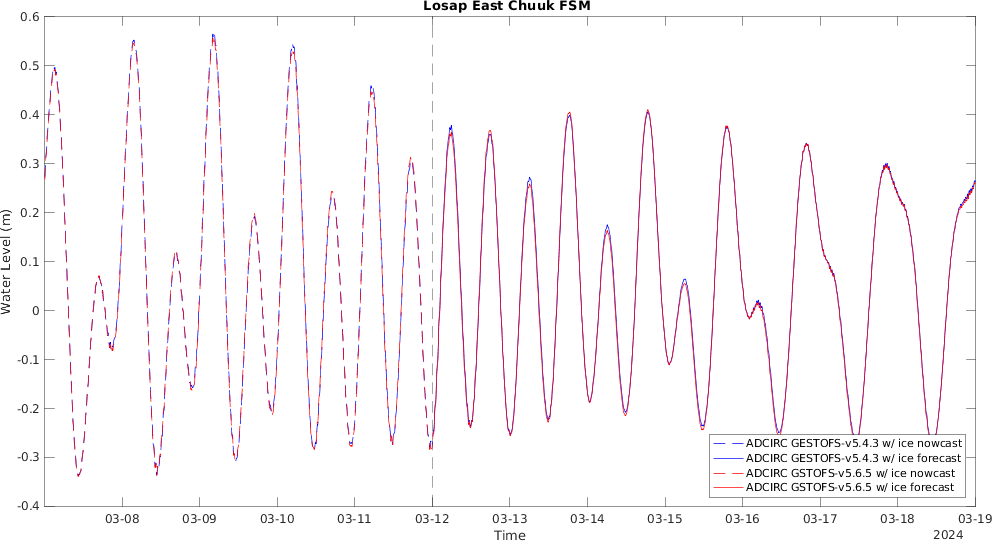 Losap East Chuuk FSM
0.6
0.5
0.4
0.3
0.2
0.1
0
-0.1
-0.2
-0.3
-0.4
Water Level (m)
ADCIRC GESTOFS-v5.4.3 w/ ice nowcast
ADCIRC GESTOFS-v5.4.3 w/ ice forecast
ADCIRC GSTOFS-v5.6.5 w/ ice nowcast
ADCIRC GSTOFS-v5.6.5 w/ ice forecast
03-08 03-09 03-10 03-11 03-12 03-13 03-14 03-15 03-16 03-17 03-18 03-19
Time
2024